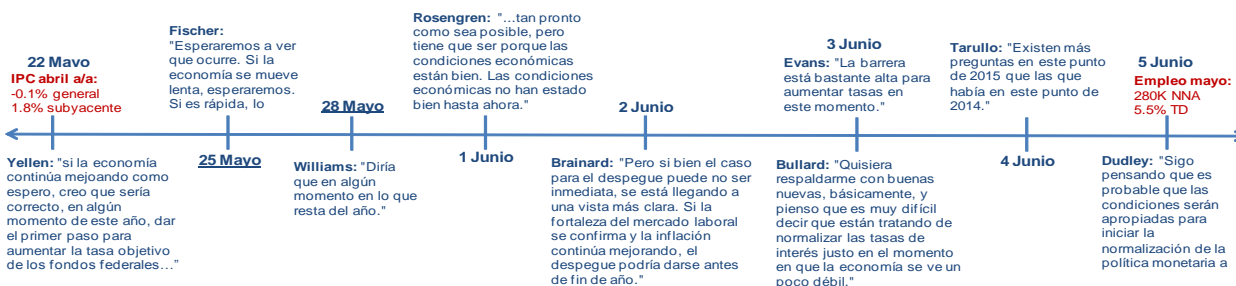 22 Mayo
IPC abril a/a:
-0.1% general
1.8% subyacente
Yellen: "si la economía
continúa mejoando como
espero, creo que sería
correcto, en algún
momento de este año, dar
el primer paso para
aumentar la tasa objetivo
de los fondos federales…"
Fischer:
"Esperaremos a ver
que ocurre. Si la
economía se mueve
lenta, esperaremos.
Si es rápida, lo
25 Mayo
28 Mayo
Williams: "Diría
que en algún
momento en lo que
resta del año."
Rosengren: "…tan pronto
como sea posible, pero
tiene que ser porque las
condiciones económicas
están bien. Las condiciones
económicas no han estado
bien hasta ahora."
1 Junio
2 Junio
Brainard: "Pero si bien el caso
para el despegue puede no ser
inmediata, se está llegando a
una vista más clara. Si la
fortaleza del mercado laboral
se confirma y la inflación
continúa mejorando, el
despegue podría darse antes
de fin de año."
3 Junio
Evans: "La barrera
está bastante alta para
aumentar tasas en
este momento."
Bullard: "Quisiera
respaldarme con buenas
nuevas, básicamente, y
pienso que es muy difícil
decir que están tratando de
normalizar las tasas de
interés justo en el momento
en que la economía se ve un
poco débil."
Tarullo: "Existen más
preguntas en este punto
de 2015 que las que
había en este punto de
2014."
4 Junio
5 Junio
Empleo mayo:
280K NNA
5.5% TD
Dudley: "Sigo
pensando que es
probable que las
condiciones serán
apropiadas para
iniciar la
normalización de la
política monetaria a